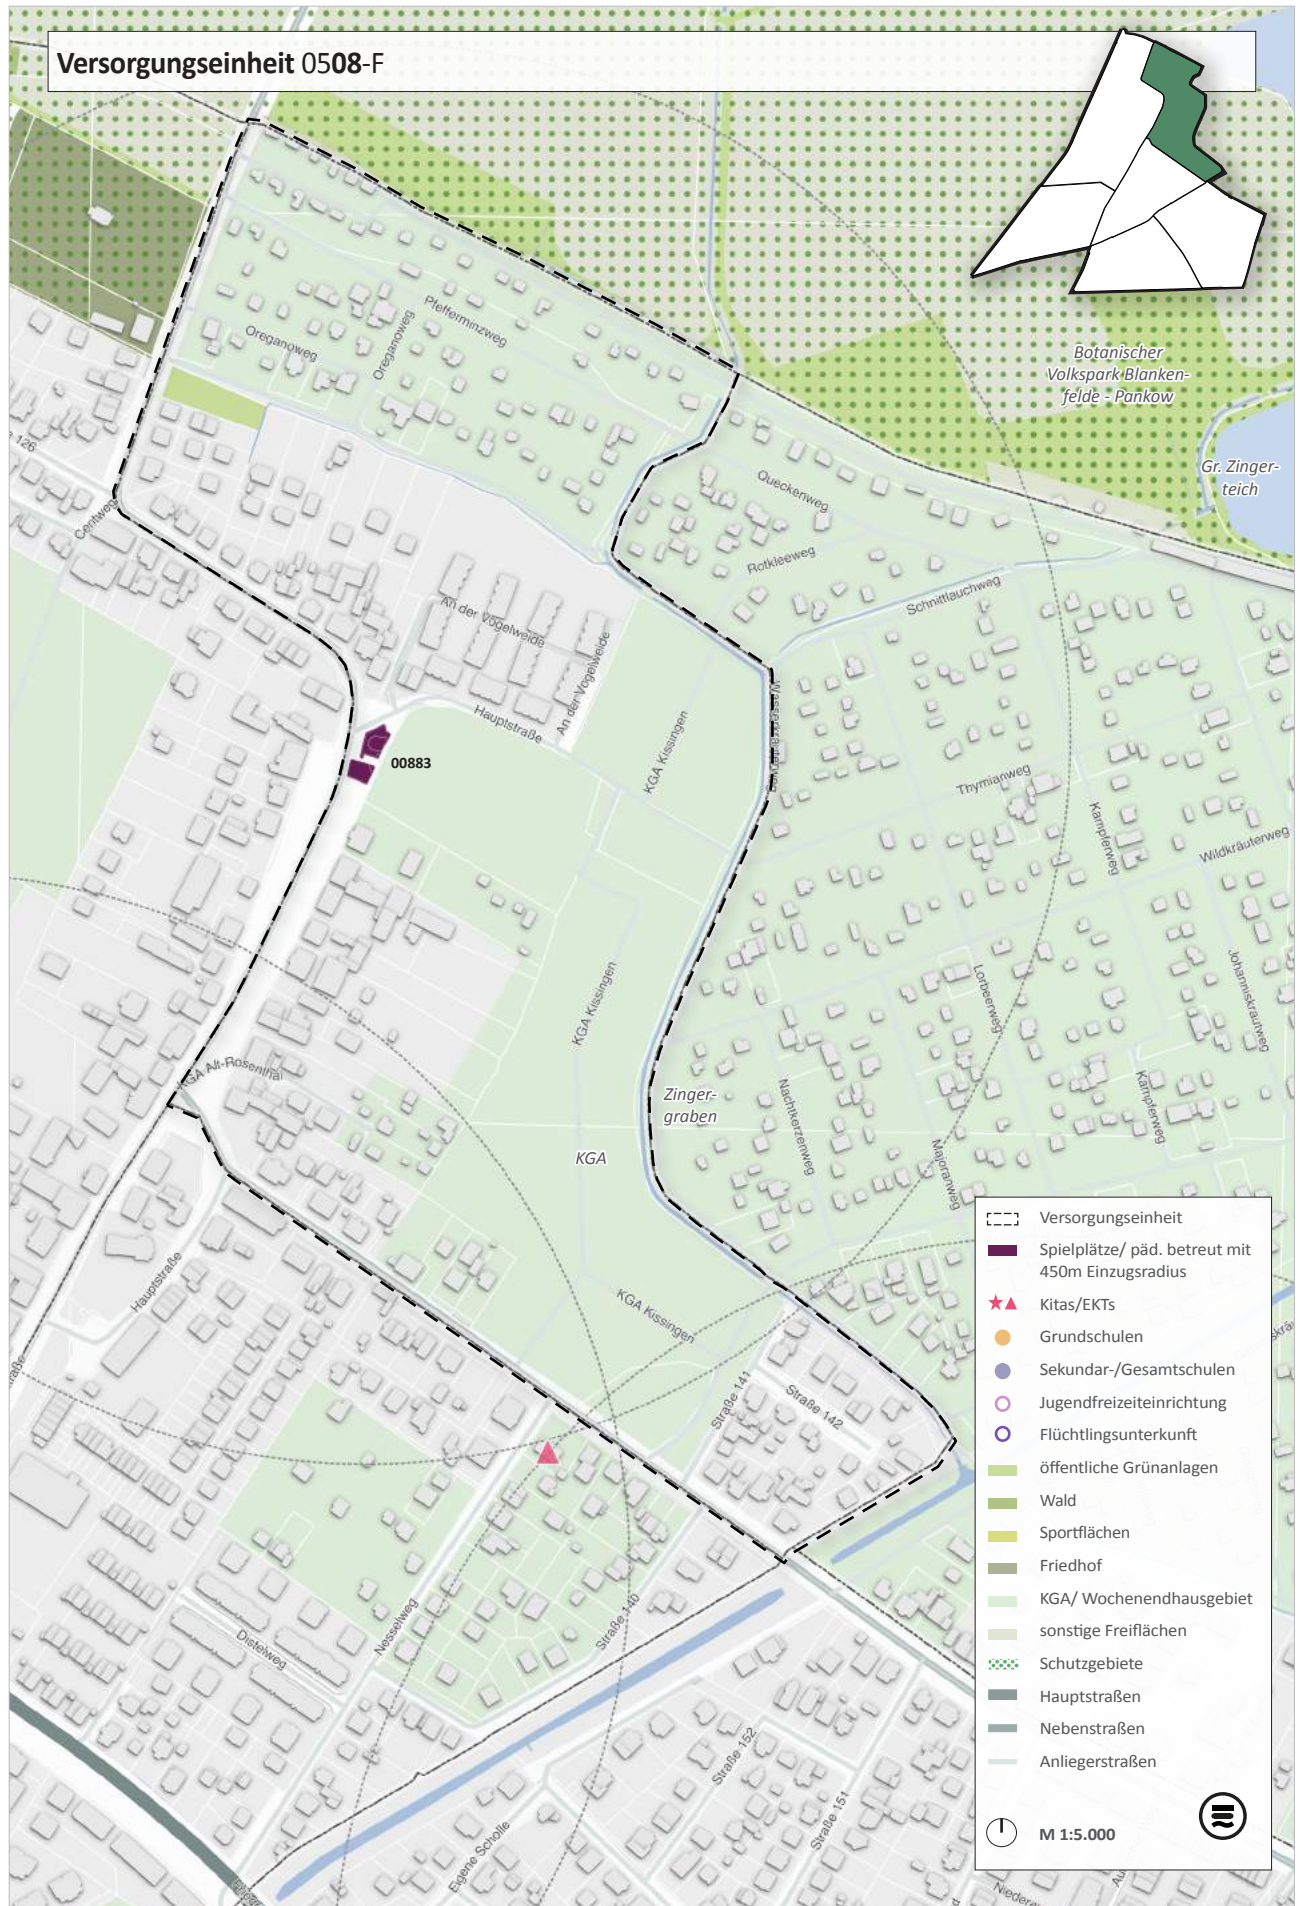 Versorgungseinheit 0508-F
Botanischer
Volkspark Blanken-
felde - Pankow
Gr. Zinger-
teich
Pfefferminzweg
Oreganoweg
Oreganoweg
126
Centweg
Queckenweg
Rotkleeweg
Schnittlauchweg
An der Vogelweide
An der Vogelweide
Hauptstraße
KGA Kissingen
00883
Thymianweg
Kampferweg
Wildkräuterweg
Lorbeerweg
Johanniskrautweg
KGA Kissingen
KGA Alt-Rosenthal
Zinger-
graben
Nachtkerzenweg
Kampferweg
Majoranweg
KGA
Hauptstraße
KGA Kissingen
Straße 141
Straße 142
Nesselweg
Distelweg
Straße 140
Straße 152
Straße 151
Eigene Scholle
Versorgungseinheit
Spielplätze/ päd. betreut mit
450m Einzugsradius
Kitas/EKTs
Grundschulen
Sekundar-/Gesamtschulen
Jugendfreizeiteinrichtung
Flüchtlingsunterkunft
öffentliche Grünanlagen
Wald
Sportflächen
Friedhof
KGA/ Wochenendhausgebiet
sonstige Freiflächen
Schutzgebiete
Hauptstraßen
Nebenstraßen
Anliegerstraßen
M 1:5.000